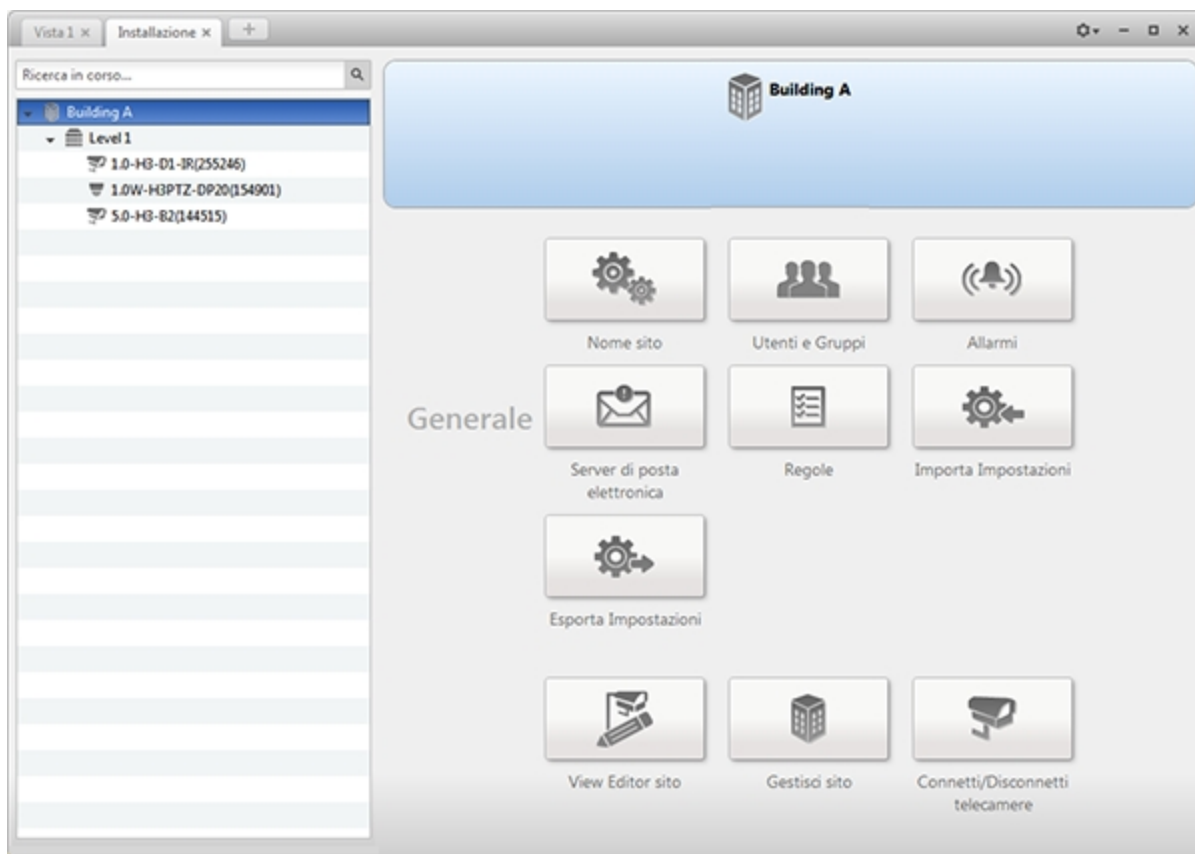 Vista 1
Installazione
Ricerca in corso...
Building A
Level 1
1.0-H3-D1-IR(255246)
1.0W-H3PTZ-DP20(154901)
5.0-H3-B2(144515)
Building A
Generale
Nome sito
Utenti e Gruppi
Allarmi
Server di posta
elettronica
Regole
Importa Impostazioni
Esporta Impostazioni
View Editor sito
Gestisci sito
Connetti/Disconnetti
telecamere